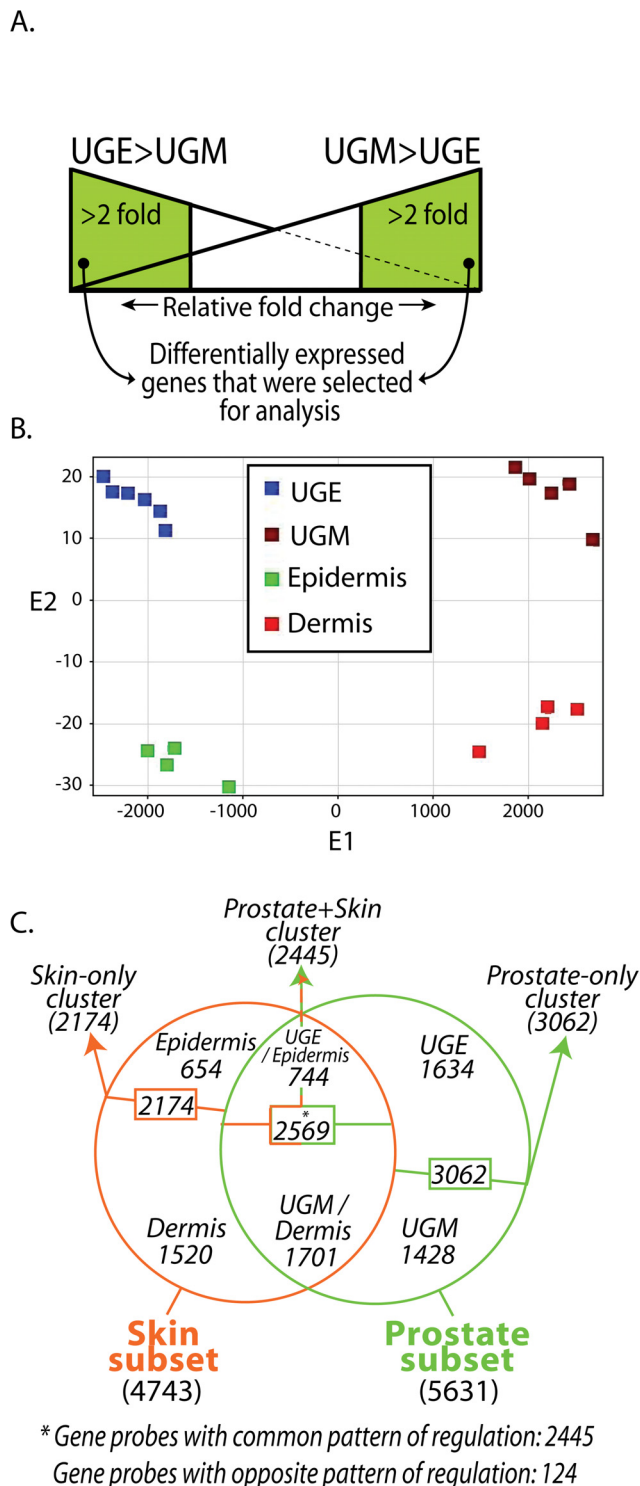 A.
UGE>UGM UGM>UGE
>2 fold >2 fold
Relative fold change
Differentially expressed
genes that were selected
for analysis
B.
20
10
0
-10
-20
-30
E2
UGE
UGM
Epidermis
Dermis
-2000 -1000 0 1000 2000
E1
C.
Prostate+Skin
cluster
(2445)
Skin-only
cluster
(2174)
Prostate-only
cluster
(3062)
Epidermis
654
UGE
/ Epidermis
744
UGE
1634
2174
*
2569
3062
Dermis
1520
UGM /
Dermis
1701
UGM
1428
Skin
subset
(4743)
Prostate
subset
(5631)
* Gene probes with common pattern of regulation: 2445
Gene probes with opposite pattern of regulation: 124